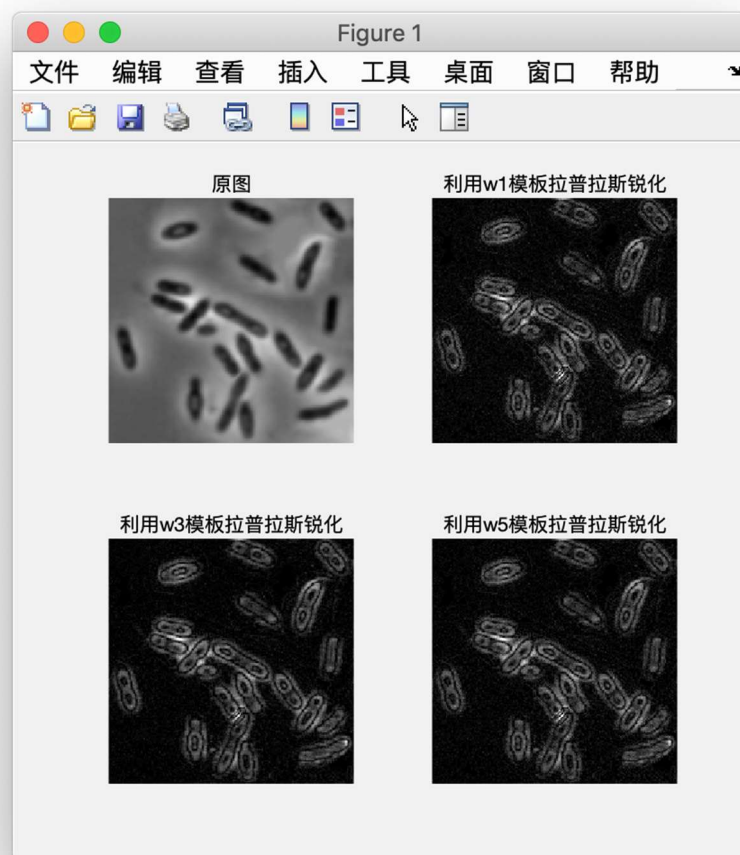 Figure 1
文件 编辑 查看 插入 工具 桌面 窗口 帮助
原图
利用w1模板拉普拉斯锐化
利用w3模板拉普拉斯锐化
利用w5模板拉普拉斯锐化